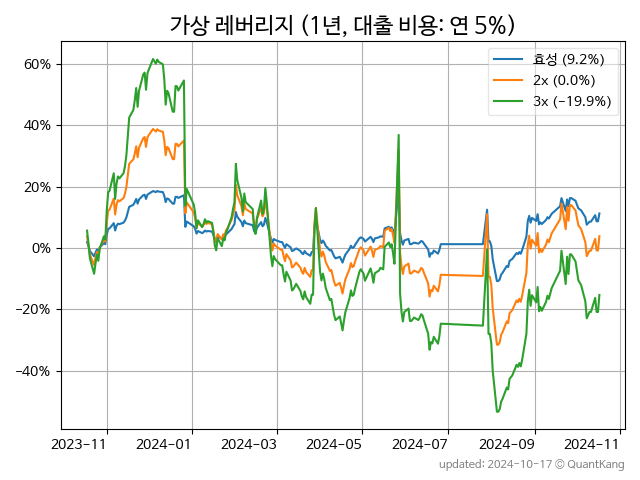 가상 레버리지 (1년, 대출 비용: 연 5%)
효성 (9.2%)
2x (0.0%)
3x (−19.9%)
60%
40%
20%
0%
−20%
−40%
2023-11
2024-01
2024-03
2024-05
2024-07
2024-09
2024-11
updated: 2024-10-17 © QuantKang